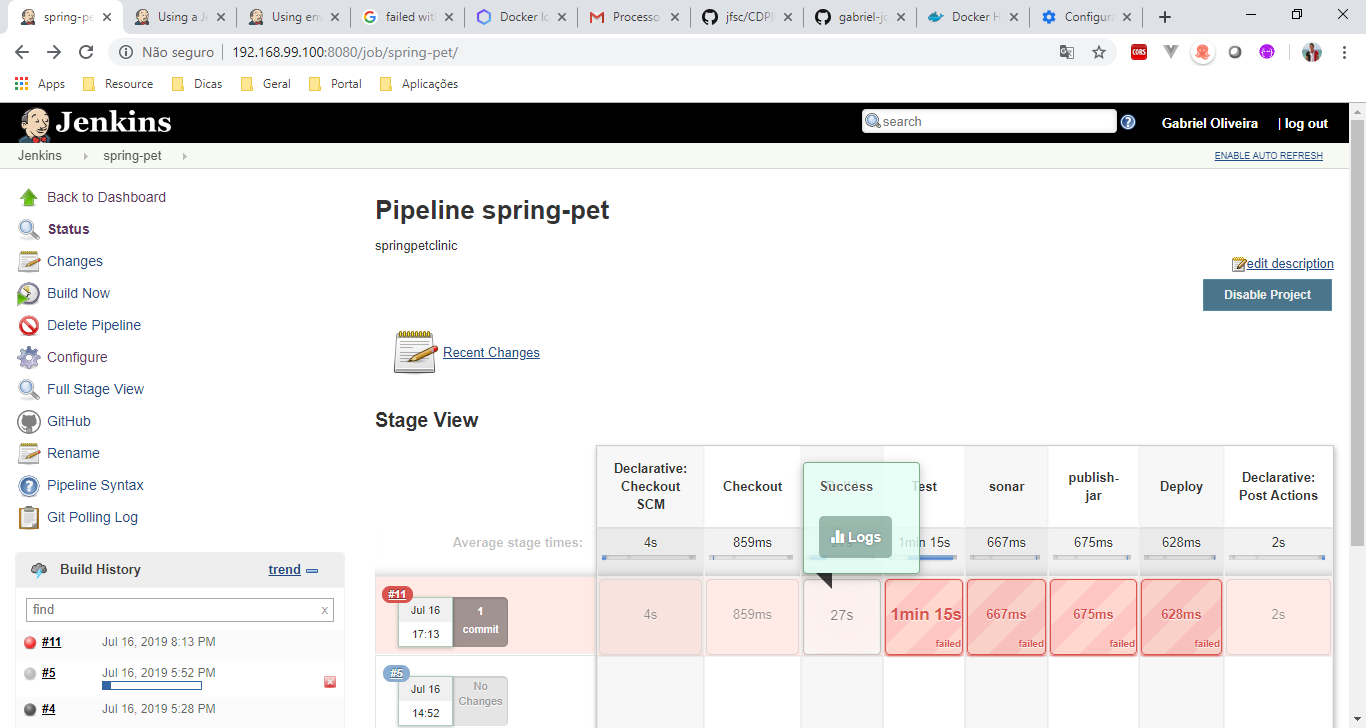 spring-pe
Using a J
Using env
failed with
Docker Ic
Processo
jfsc/CDPI
gabriel-jc
Docker H
Configura
Não seguro
192.168.99.100:8080/job/spring-pet/
CORS
Apps
Resource
Dicas
Geral
Portal
Aplicações
Jenkins
search
Gabriel Oliveira
| log out
Jenkins
spring-pet
ENABLE AUTO REFRESH
Back to Dashboard
Status
Changes
Build Now
Delete Pipeline
Configure
Full Stage View
GitHub
Rename
Pipeline Syntax
Git Polling Log
Build History
trend
find
x
#11
Jul 16, 2019 8:13 PM
#5
Jul 16, 2019 5:52 PM
#4
Jul 16, 2019 5:28 PM
Pipeline spring-pet
springpetclinic
edit description
Disable Project
Recent Changes
Stage View
Declarative:
Checkout
SCM
Checkout
Success
Logs
Test
sonar
publish-
jar
Deploy
Declarative:
Post Actions
Average stage times:
4s
859ms
1min 15s
667ms
675ms
628ms
2s
#11
Jul 16
17:13
1
commit
4s
859ms
27s
1min 15s
failed
667ms
failed
675ms
failed
628ms
failed
2s
#5
Jul 16
14:52
No
Changes